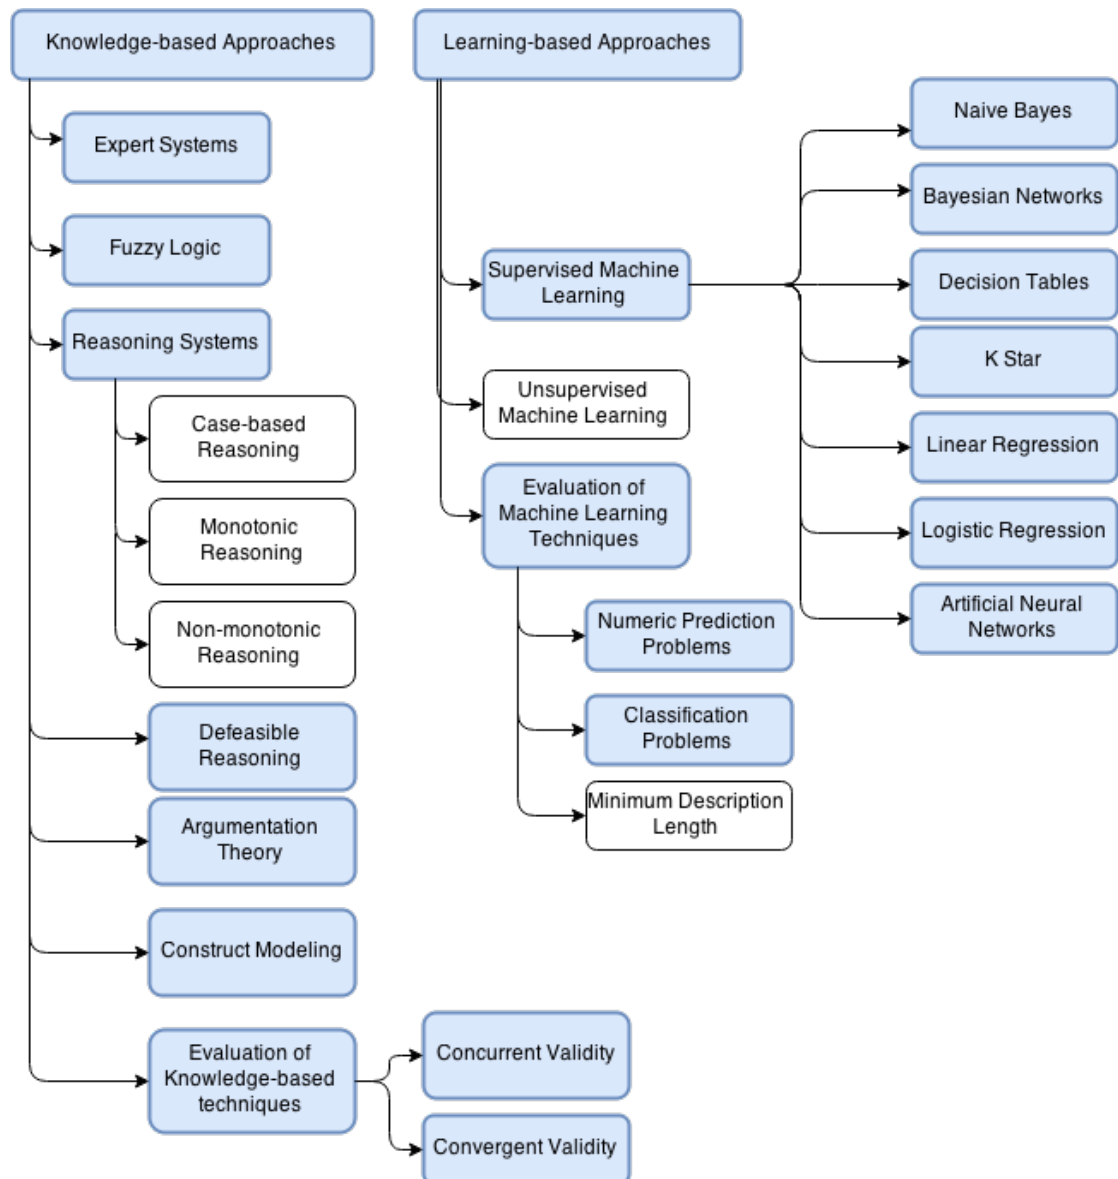 Knowledge-based Approaches
Expert Systems
Fuzzy Logic
Reasoning Systems
Case-based
Reasoning
Monotonic
Reasoning
Non-monotonic
Reasoning
Defeasible
Reasoning
Argumentation
Theory
Construct Modeling
Evaluation of
Knowledge-based
techniques
Concurrent Validity
Convergent Validity
Learning-based Approaches
Supervised Machine
Learning
Unsupervised
Machine Learning
Evaluation of
Machine Learning
Techniques
Numeric Prediction
Problems
Classification
Problems
Minimum Description
Length
Naive Bayes
Bayesian Networks
Decision Tables
K Star
Linear Regression
Logistic Regression
Artificial Neural
Networks